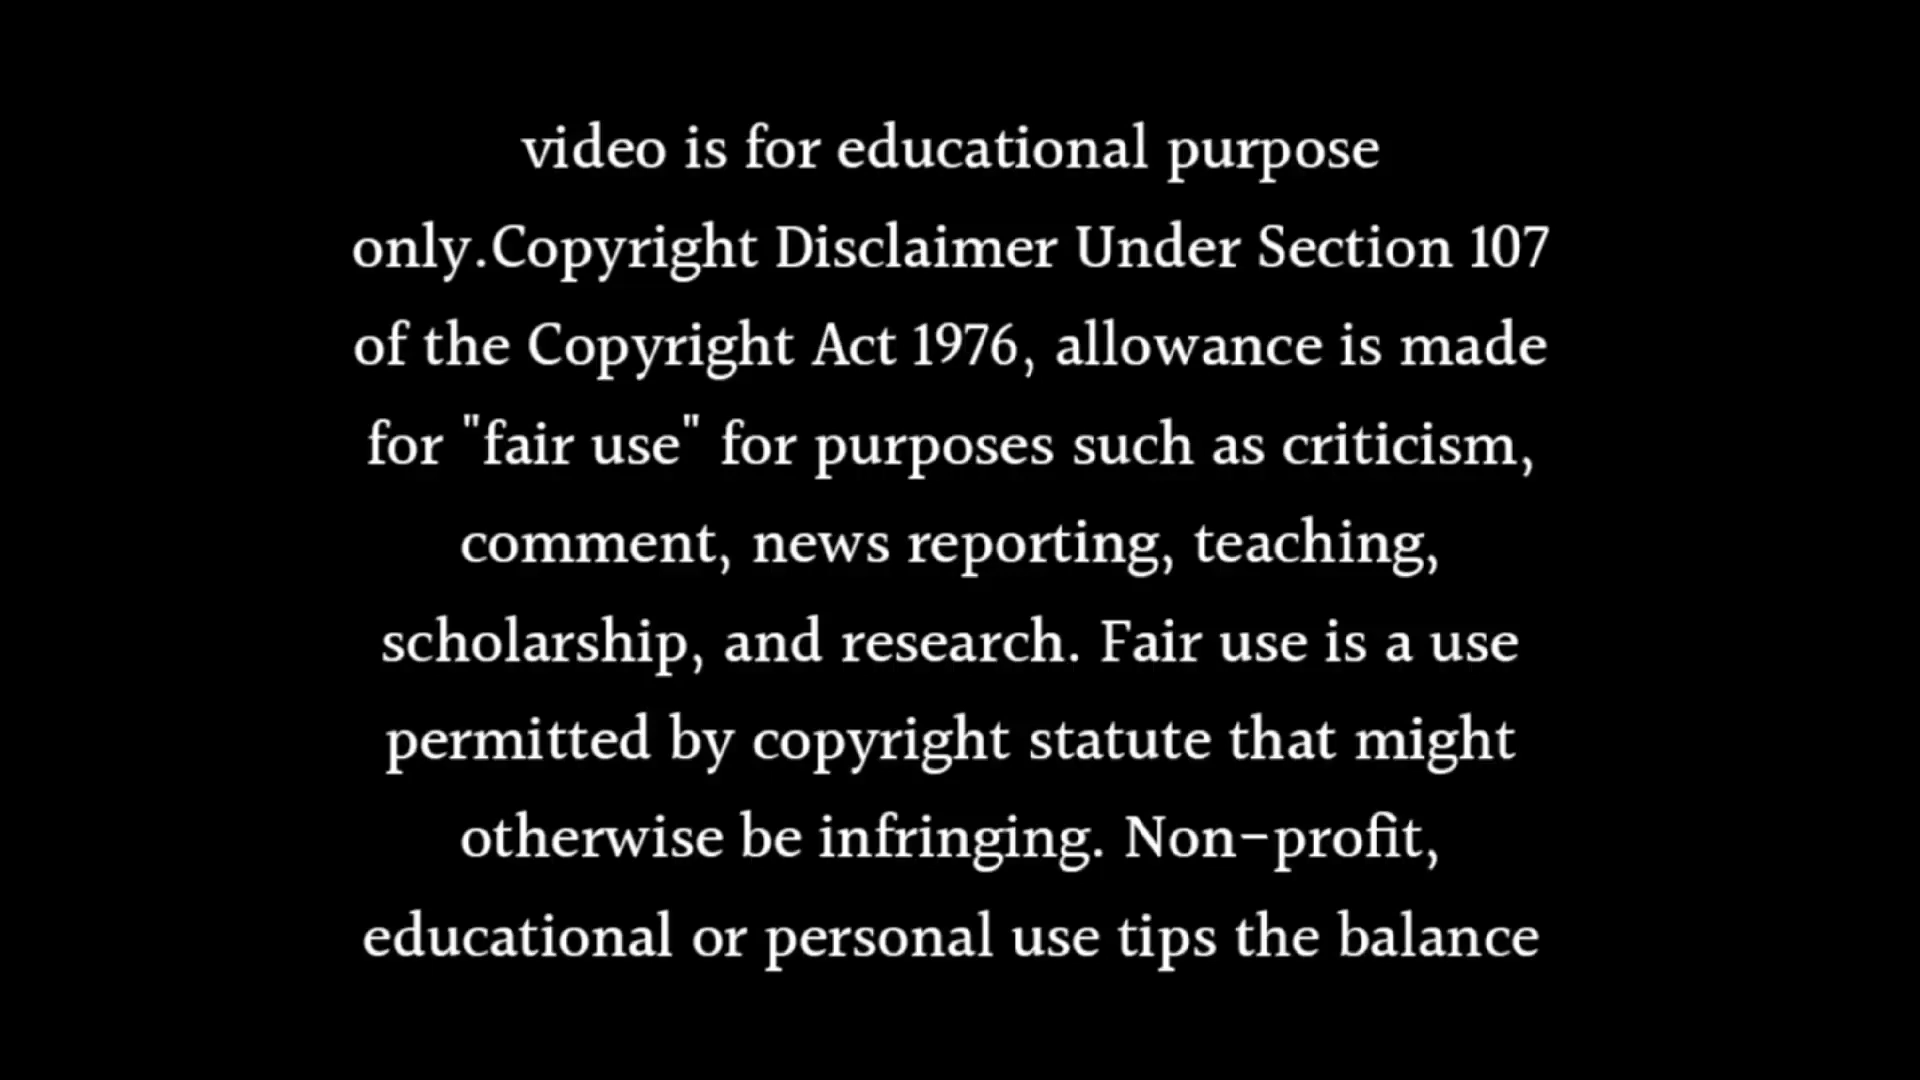 video is for educational purpose
only.Copyright Disclaimer Under Section 107
of the Copyright Act 1976, allowance is made
for "fair use" for purposes such as criticism,
comment, news reporting, teaching,
scholarship, and research. Fair use is a use
permitted by copyright statute that might
otherwise be infringing. Non-profit,
educational or personal use tips the balance